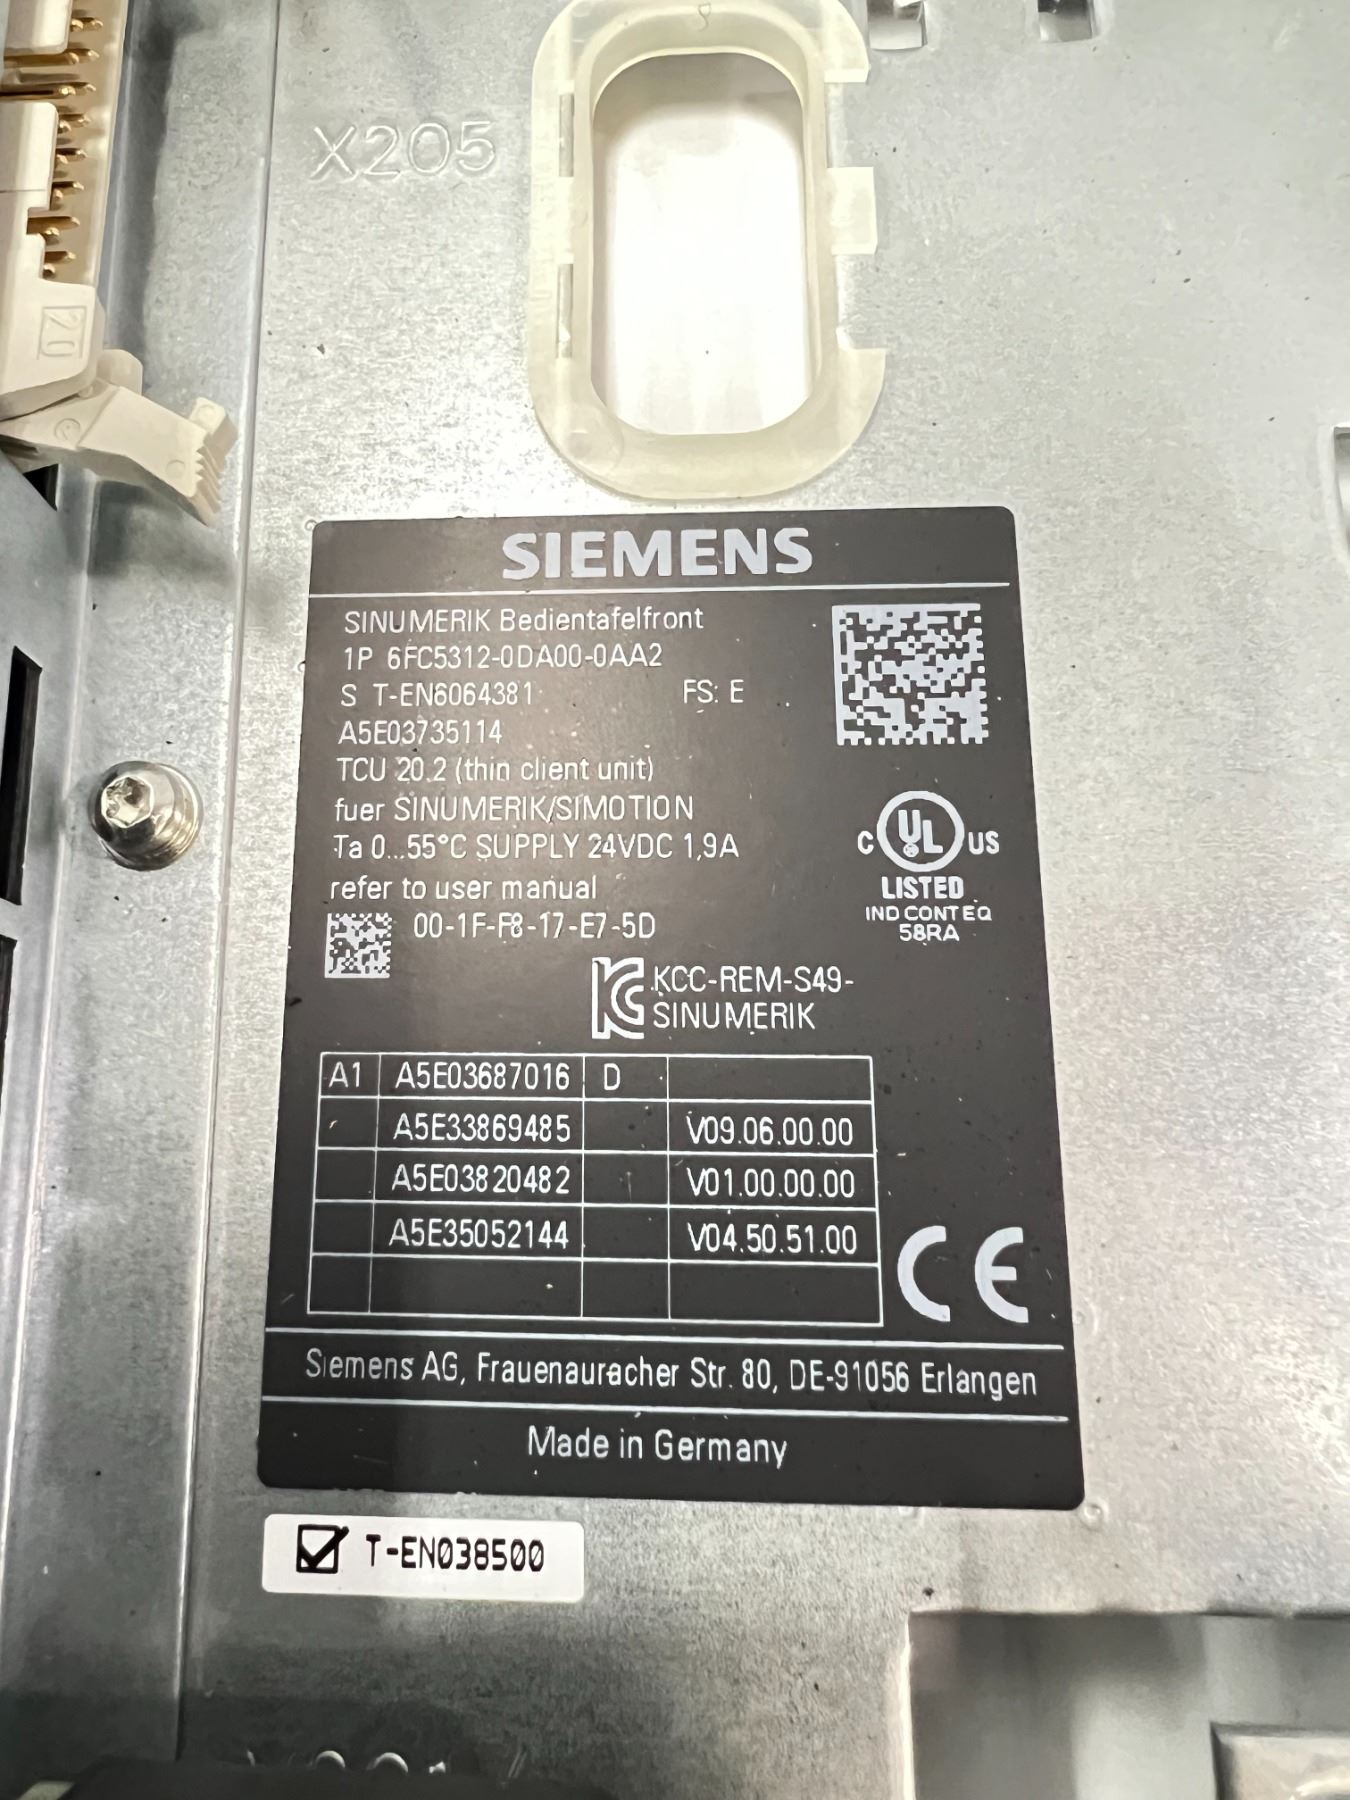 X205
20
SIEMENS
SINUMERIK Bedientafelfront
1P 6FC5312-0DA00-0AA2
S T-EN6064381 FS: E
A5E03735114
TCU 20.2 (thin client unit)
fuer SINUMERIK/SIMOTION
Ta 0...55°C SUPPLY 24VDC 1,9A
refer to user manual
00-1F-F8-17-E7-5D
C UL US
LISTED
IND CONT EQ
58RA
KCC-REM-S49-
SINUMERIK
A1 A5E03687016 D
A5E33869485 V09.06.00.00
A5E03820482 V01.00.00.00
A5E35052144 V04.50.51.00
CE
Siemens AG, Frauenauracher Str. 80, DE-91056 Erlangen
Made in Germany
T-EN038500